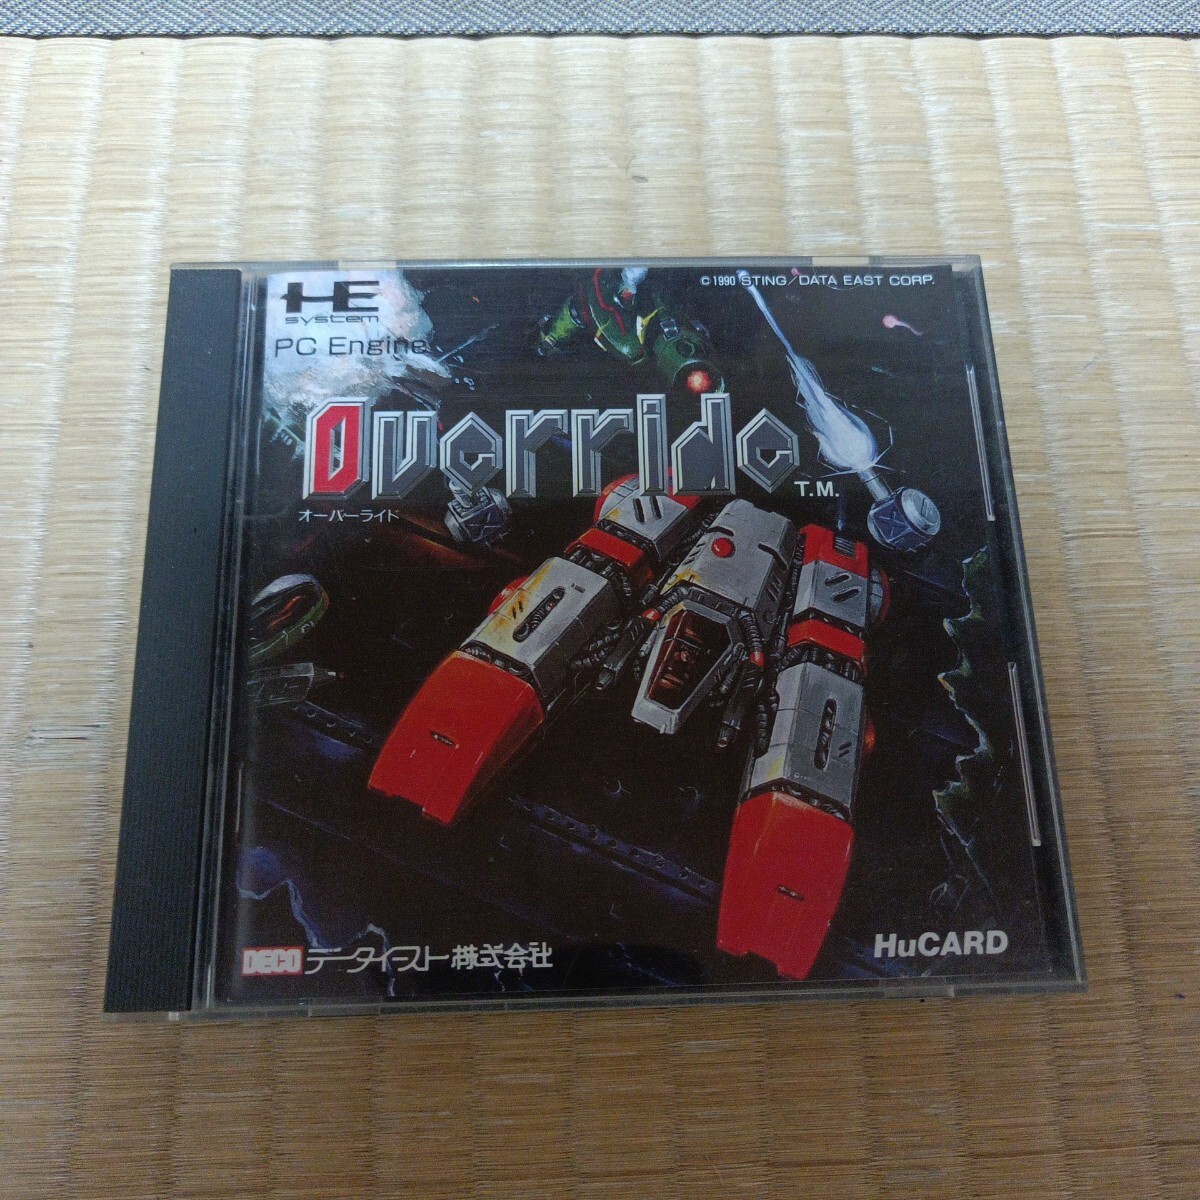 HE
system
PC Engine
© 1990 STING/DATA EAST CORP.
Override
T.M.
オーバーライド
DECO データイースト株式会社
HuCARD